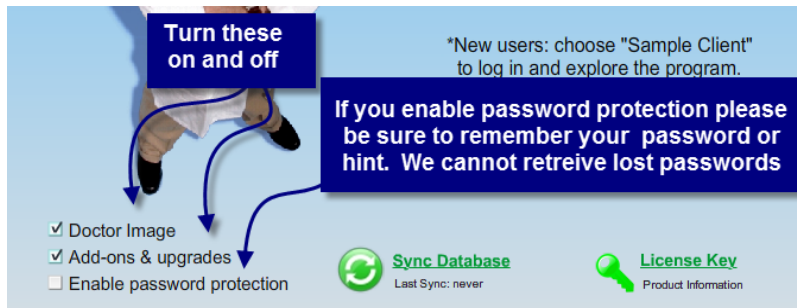 Turn these
on and off
*New users: choose "Sample Client"
to log in and explore the program.
If you enable password protection please
be sure to remember your password or
hint. We cannot retreive lost passwords
Doctor Image
Add-ons & upgrades
Enable password protection
Sync Database
Last Sync: never
License Key
Product Information